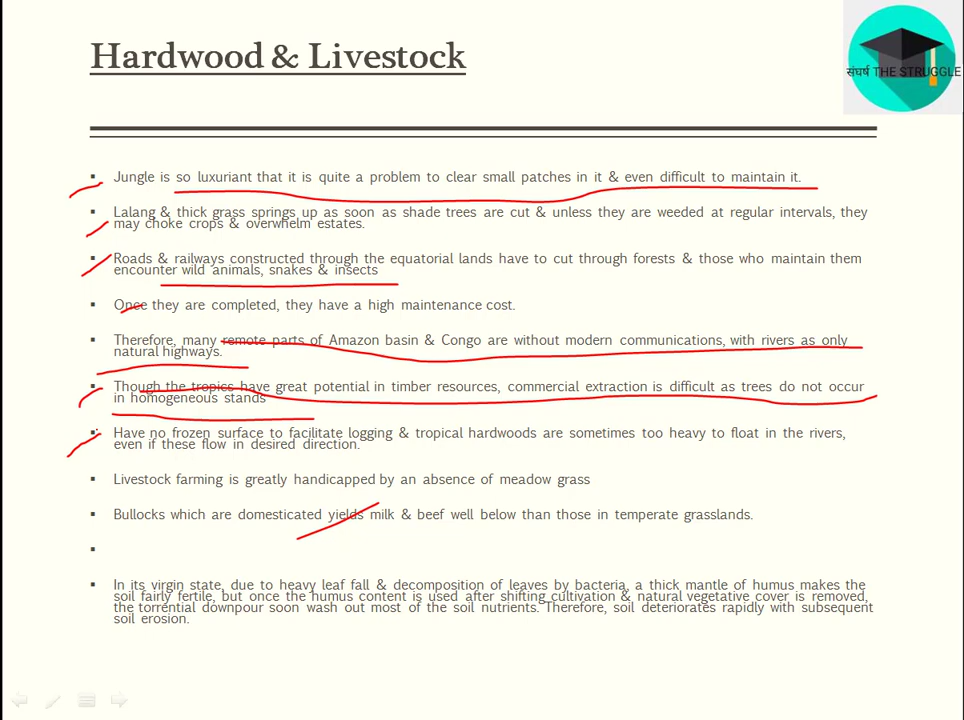 Hardwood & Livestock
संघर्ष THE STRUGGLE
▪ Jungle is so luxuriant that it is quite a problem to clear small patches in it & even difficult to maintain it.
▪ Lalang & thick grass springs up as soon as shade trees are cut & unless they are weeded at regular intervals, they
may choke crops & overwhelm estates.
▪ Roads & railways constructed through the equatorial lands have to cut through forests & those who maintain them
encounter wild animals, snakes & insects
▪ Once they are completed, they have a high maintenance cost.
▪ Therefore, many remote parts of Amazon basin & Congo are without modern communications, with rivers as only
natural highways.
▪ Though the tropics have great potential in timber resources, commercial extraction is difficult as trees do not occur
in homogeneous stands
▪ Have no frozen surface to facilitate logging & tropical hardwoods are sometimes too heavy to float in the rivers,
even if these flow in desired direction.
▪ Livestock farming is greatly handicapped by an absence of meadow grass
▪ Bullocks which are domesticated yields milk & beef well below than those in temperate grasslands.
▪
▪ In its virgin state, due to heavy leaf fall & decomposition of leaves by bacteria, a thick mantle of humus makes the
soil fairly fertile, but once the humus content is used after shifting cultivation & natural vegetative cover is removed,
the torrential downpour soon wash out most of the soil nutrients. Therefore, soil deteriorates rapidly with subsequent
soil erosion.